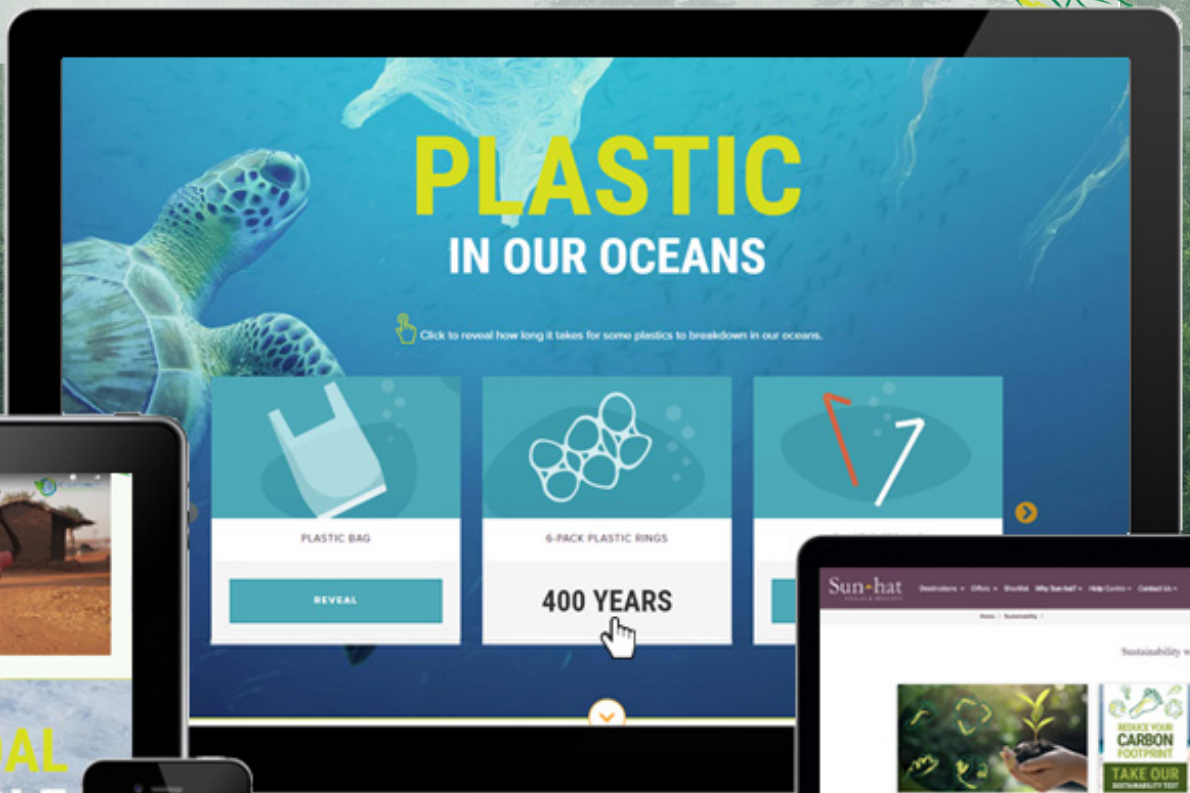 PLASTIC
IN OUR OCEANS
Click to reveal how long it takes for some plastics to breakdown in our oceans.
PLASTIC BAG
6-PACK PLASTIC RINGS
REVEAL
400 YEARS
Sun hat
Destinations Offers Shortlist Why Sun hat? Help Centre Contact Us
Home / Sustainability /
Sustainability
REDUCE YOUR
CARBON
FOOTPRINT
TAKE OUR
SUSTAINABILITY TEST